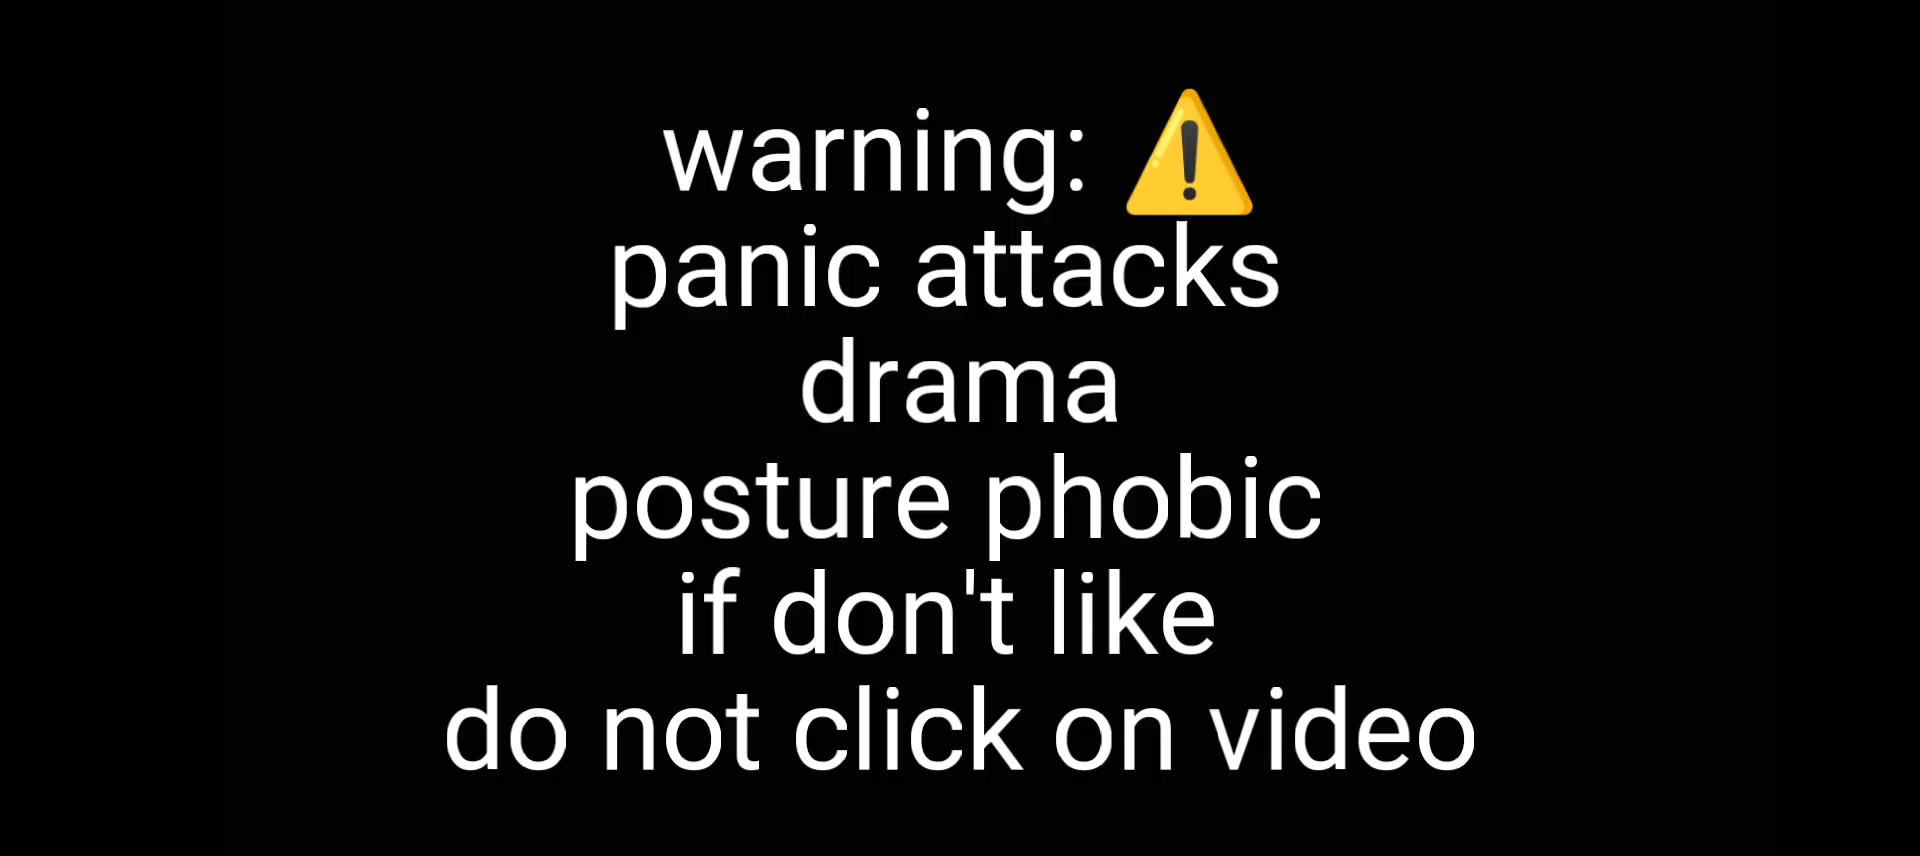 warning: ⚠️
panic attacks
drama
posture phobic
if don't like
do not click on video